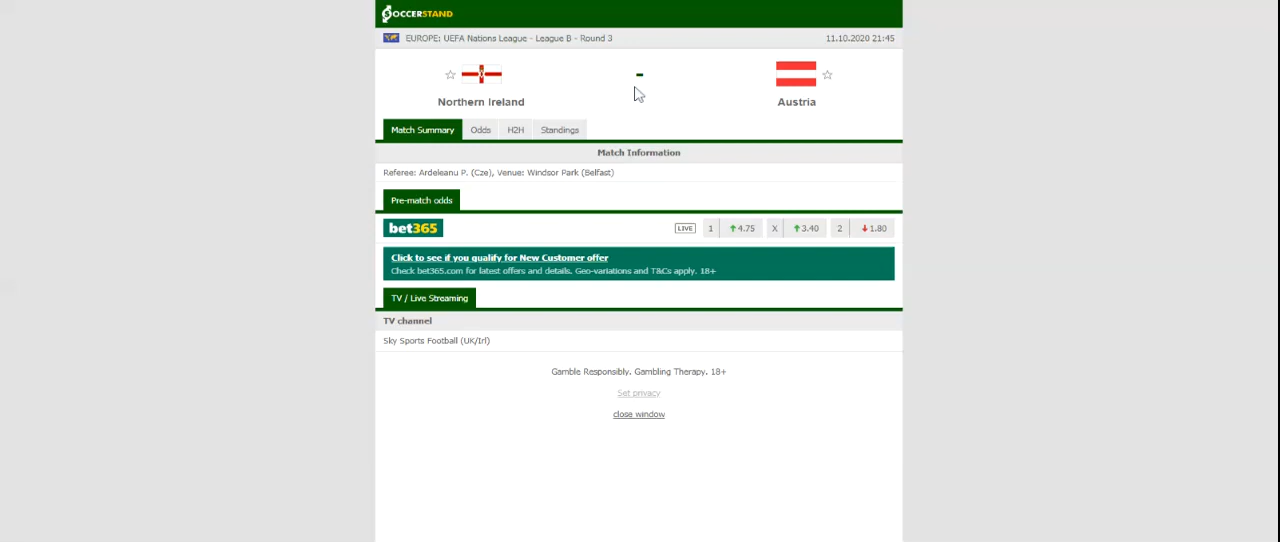 SOCCERSTAND
EUROPE: UEFA Nations League - League B - Round 3 11.10.2020 21:45
-
Northern Ireland Austria
Match Summary Odds H2H Standings
Match Information
Referee: Ardeleanu P. (Cze), Venue: Windsor Park (Belfast)
Pre-match odds
bet365 LIVE 1 4.75 X 3.40 2 1.80
Click to see if you qualify for New Customer offer
Check bet365.com for latest offers and details. Geo-variations and T&Cs apply. 18+
TV / Live Streaming
TV channel
Sky Sports Football (UK/Irl)
Gamble Responsibly. Gambling Therapy. 18+
Set privacy
close window